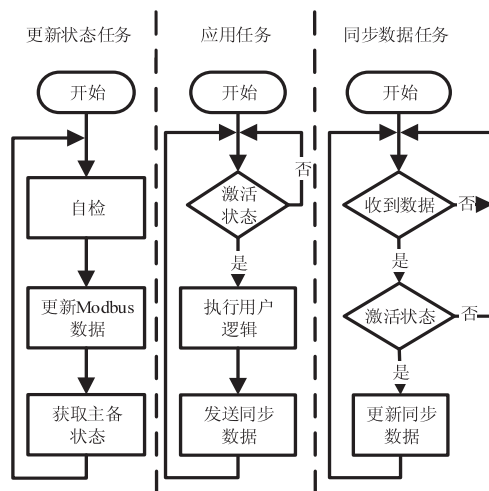 更新状态任务
开始
自检
更新Modbus
数据
获取主备
状态
应用任务
开始
激活
状态
否
是
执行用户
逻辑
发送同步
数据
同步数据任务
开始
收到数据
否
是
激活状态
否
是
更新同步
数据